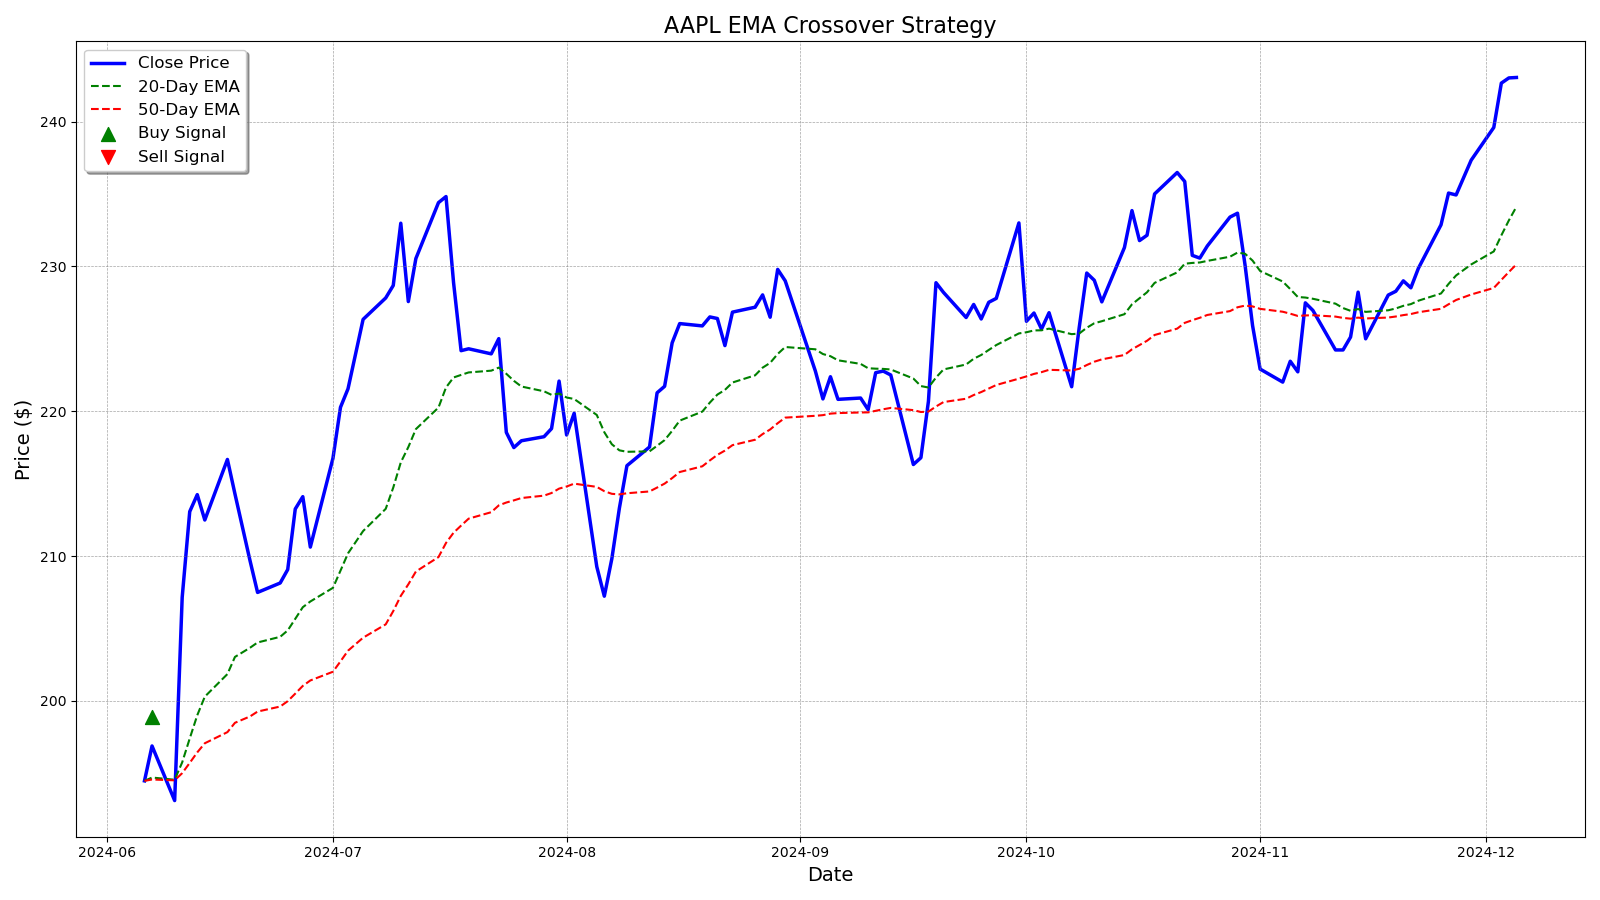 AAPL EMA Crossover Strategy
Close Price
20-Day EMA
50-Day EMA
Buy Signal
Sell Signal
Price ($)
240
230
220
210
200
2024-06
2024-07
2024-08
2024-09
2024-10
2024-11
2024-12
Date